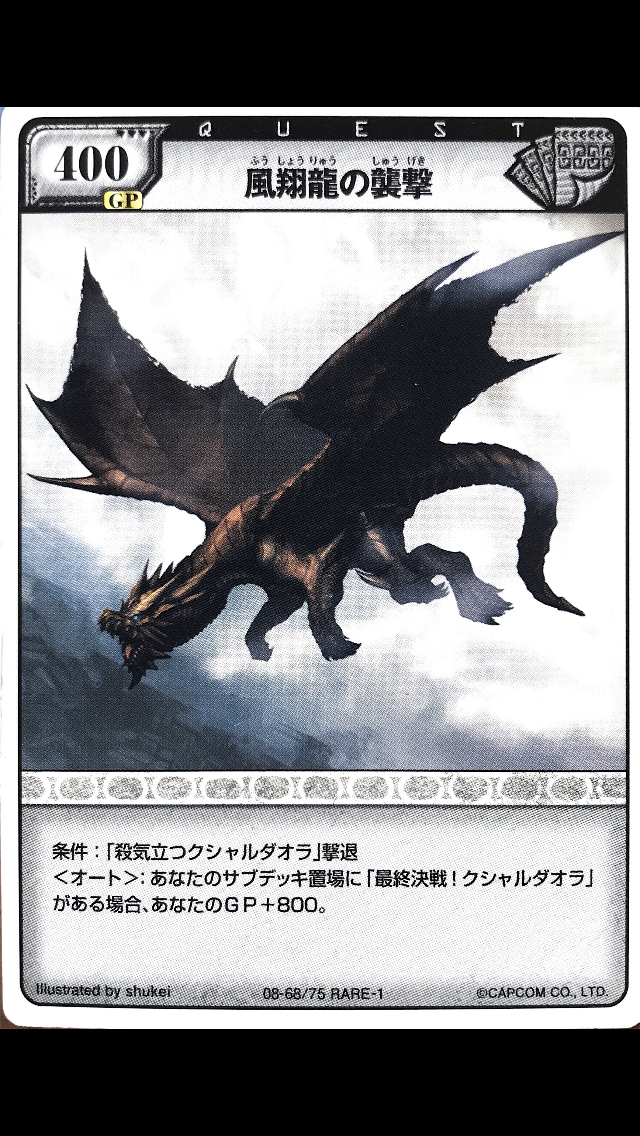 QUEST
400
GP
ふうしょうりゅう しゅうげき
風翔龍の襲撃
条件:「殺気立つクシャルダオラ」撃退
<オート>:あなたのサブデッキ置場に「最終決戦!クシャルダオラ」
がある場合、あなたのGP+800。
Illustrated by shukei 08-68/75 RARE-1 ©CAPCOM CO., LTD.